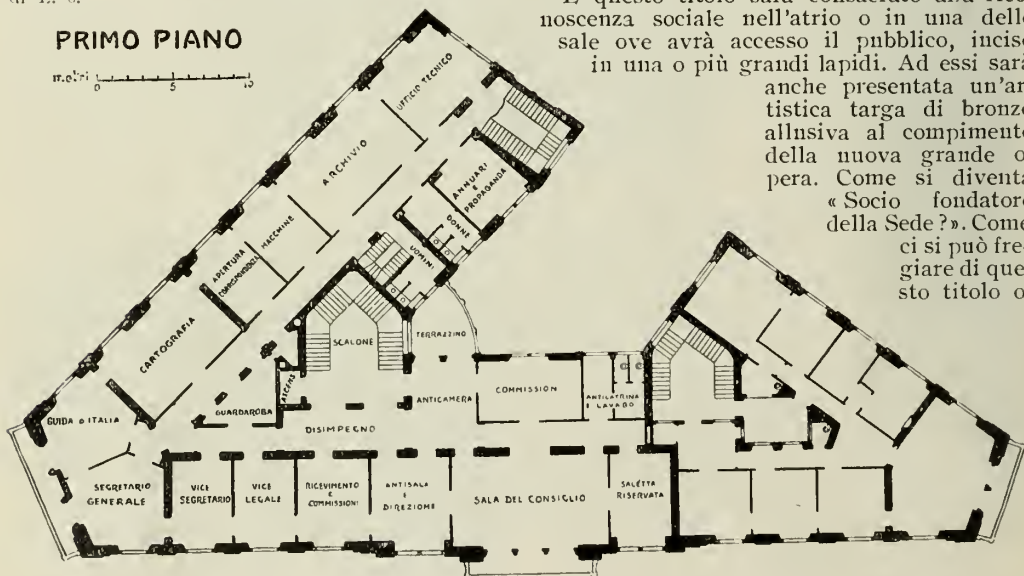 PRIMO PIANO
metri
0 5 10
noscenza sociale nell'atrio o in una delle
sale ove avrà accesso il pubblico, incise
in una o più grandi lapidi. Ad essi sarà
anche presentata un'ar
tistica targa di bronzo
allusiva al compimento
della nuova grande o
pera. Come si diventa
« Socio fondatore
della Sede ?». Come
ci si può fre
giare di que
sto titolo o
UFFICIO TECNICO
ARCHIVIO
MACCHINE
APERTURA
CORRISPONDENZA
CARTOGRAFIA
ANNUARI
E
PROPAGANDA
DONNE
UOMINI
SCALONE
TERRAZZINO
ASCENS.
GUARDAROBA
ANTICAMERA
COMMISSION
ANTILATRINA
E LAVABO
DISIMPEGNO
GUIDA D'ITALIA
SEGRETARIO
GENERALE
VICE
SEGRETARIO
VICE
LEGALE
RICEVIMENTO
E
COMMISSIONI
ANTISALA
E
DIREZIONE
SALA DEL CONSIGLIO
SALETTA
RISERVATA